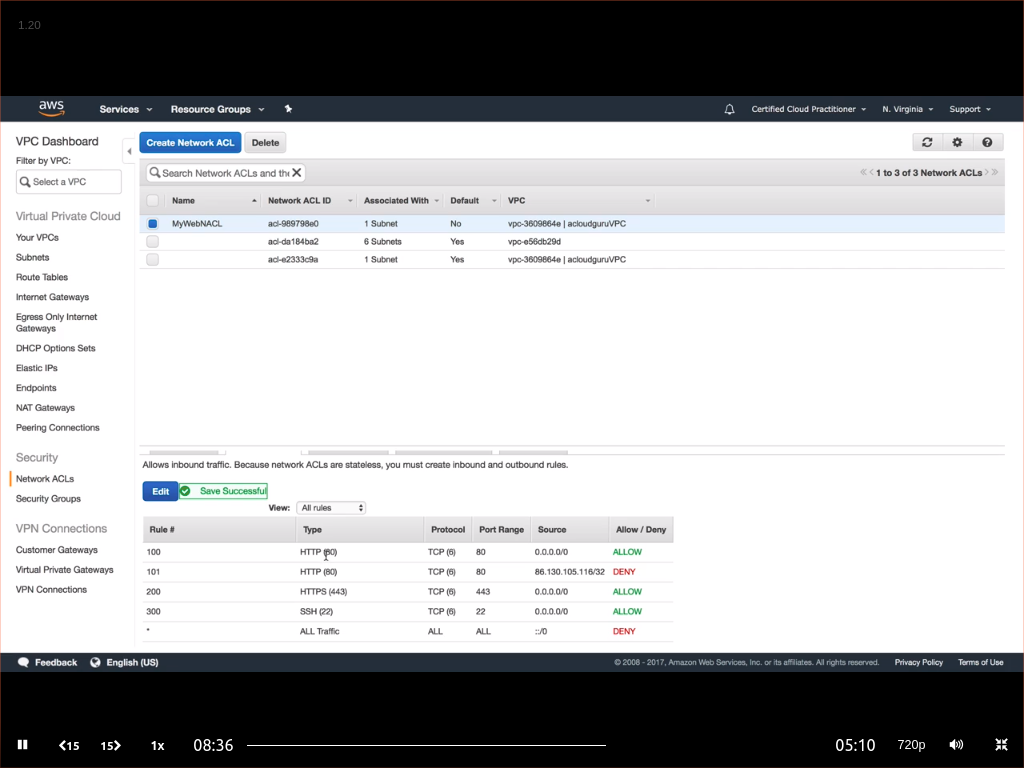 1.20
aws Services Resource Groups Certified Cloud Practitioner N. Virginia Support
VPC Dashboard
Filter by VPC:
Select a VPC
Virtual Private Cloud
Your VPCs
Subnets
Route Tables
Internet Gateways
Egress Only Internet
Gateways
DHCP Options Sets
Elastic IPs
Endpoints
NAT Gateways
Peering Connections
Security
Network ACLs
Security Groups
VPN Connections
Customer Gateways
Virtual Private Gateways
VPN Connections
Create Network ACL Delete
Search Network ACLs and the
1 to 3 of 3 Network ACLs
Name Network ACL ID Associated With Default VPC
MyWebNACL acl-989798e0 1 Subnet No vpc-3609864e | acloudguruVPC
acl-da184ba2 6 Subnets Yes vpc-e56db29d
acl-e2333c9a 1 Subnet Yes vpc-3609864e | acloudguruVPC
Allows inbound traffic. Because network ACLs are stateless, you must create inbound and outbound rules.
Edit Save Successful
View: All rules
Rule # Type Protocol Port Range Source Allow / Deny
100 HTTP (80) TCP (6) 80 0.0.0.0/0 ALLOW
101 HTTP (80) TCP (6) 80 86.130.105.116/32 DENY
200 HTTPS (443) TCP (6) 443 0.0.0.0/0 ALLOW
300 SSH (22) TCP (6) 22 0.0.0.0/0 ALLOW
* ALL Traffic ALL ALL ::/0 DENY
Feedback English (US) © 2008 - 2017, Amazon Web Services, Inc. or its affiliates. All rights reserved. Privacy Policy Terms of Use
15 15 1x 08:36 05:10 720p